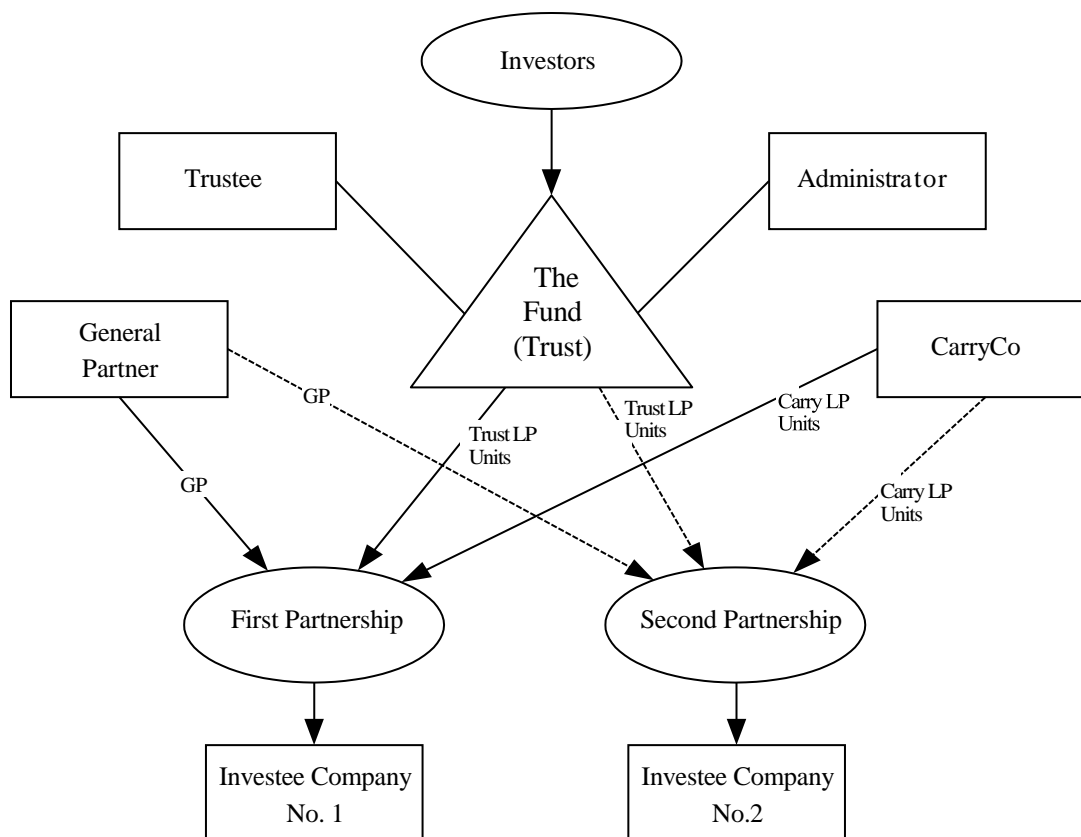 Investors
Trustee
Administrator
The
Fund
(Trust)
General
Partner
CarryCo
GP
Trust LP
Units
Carry LP
Units
Trust LP
Units
GP
Carry LP
Units
First Partnership
Second Partnership
Investee Company
No. 1
Investee Company
No.2